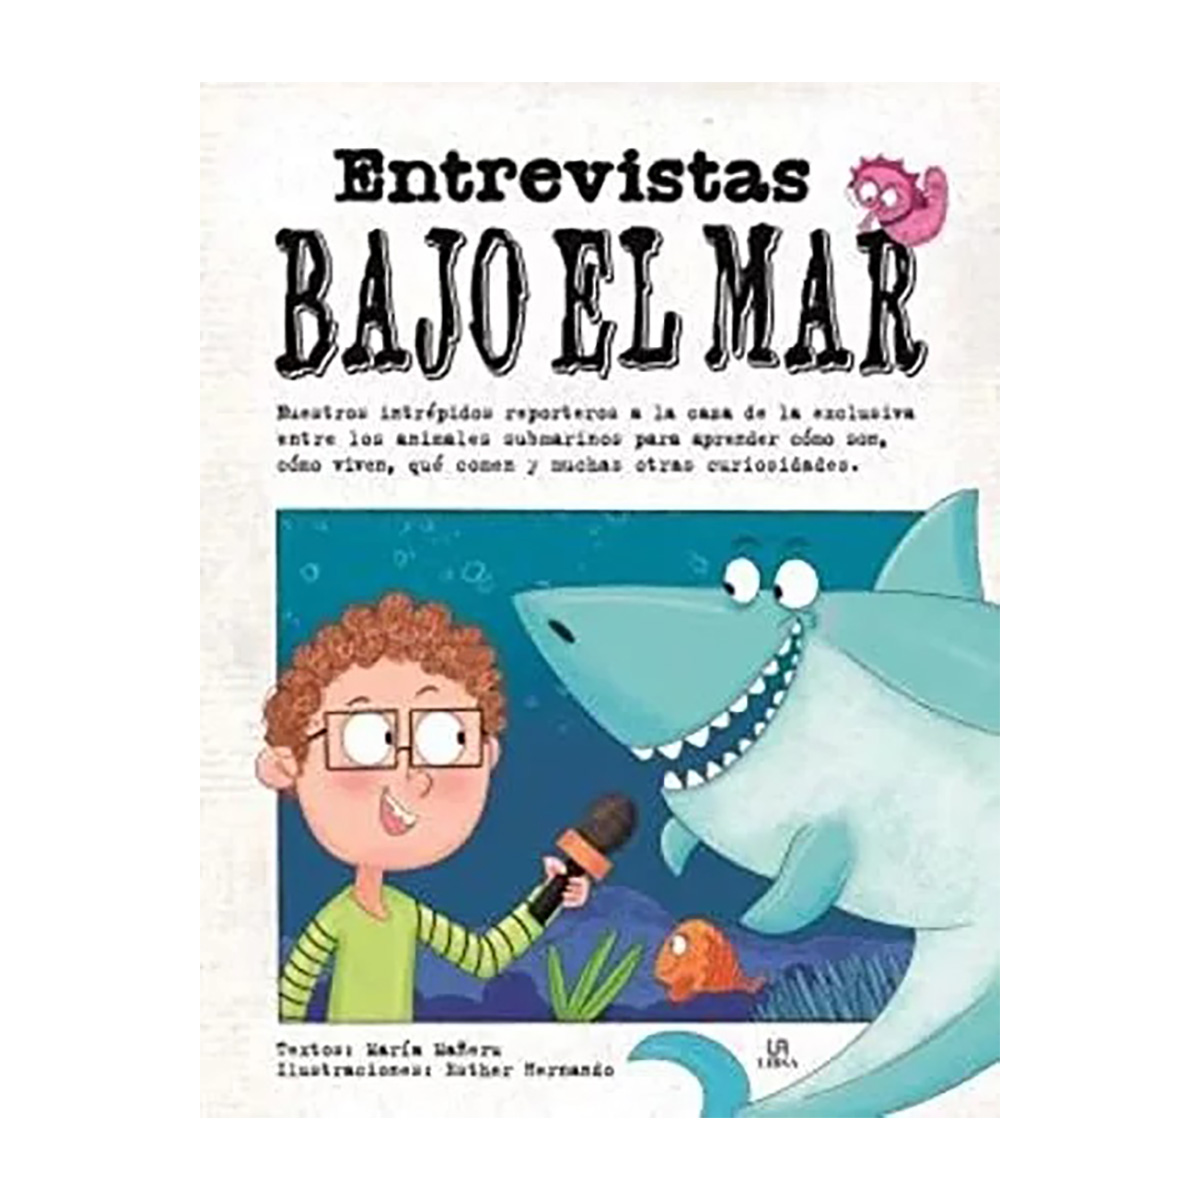 Entrevistas
BAJO EL MAR
Nuestros intrépidos reporteros a la caza de la exclusiva
entre los animales submarinos para aprender cómo son,
cómo viven, qué comen y muchas otras curiosidades.
Textos: María Mañeru
Ilustraciones: Esther Hernando
LIBSA